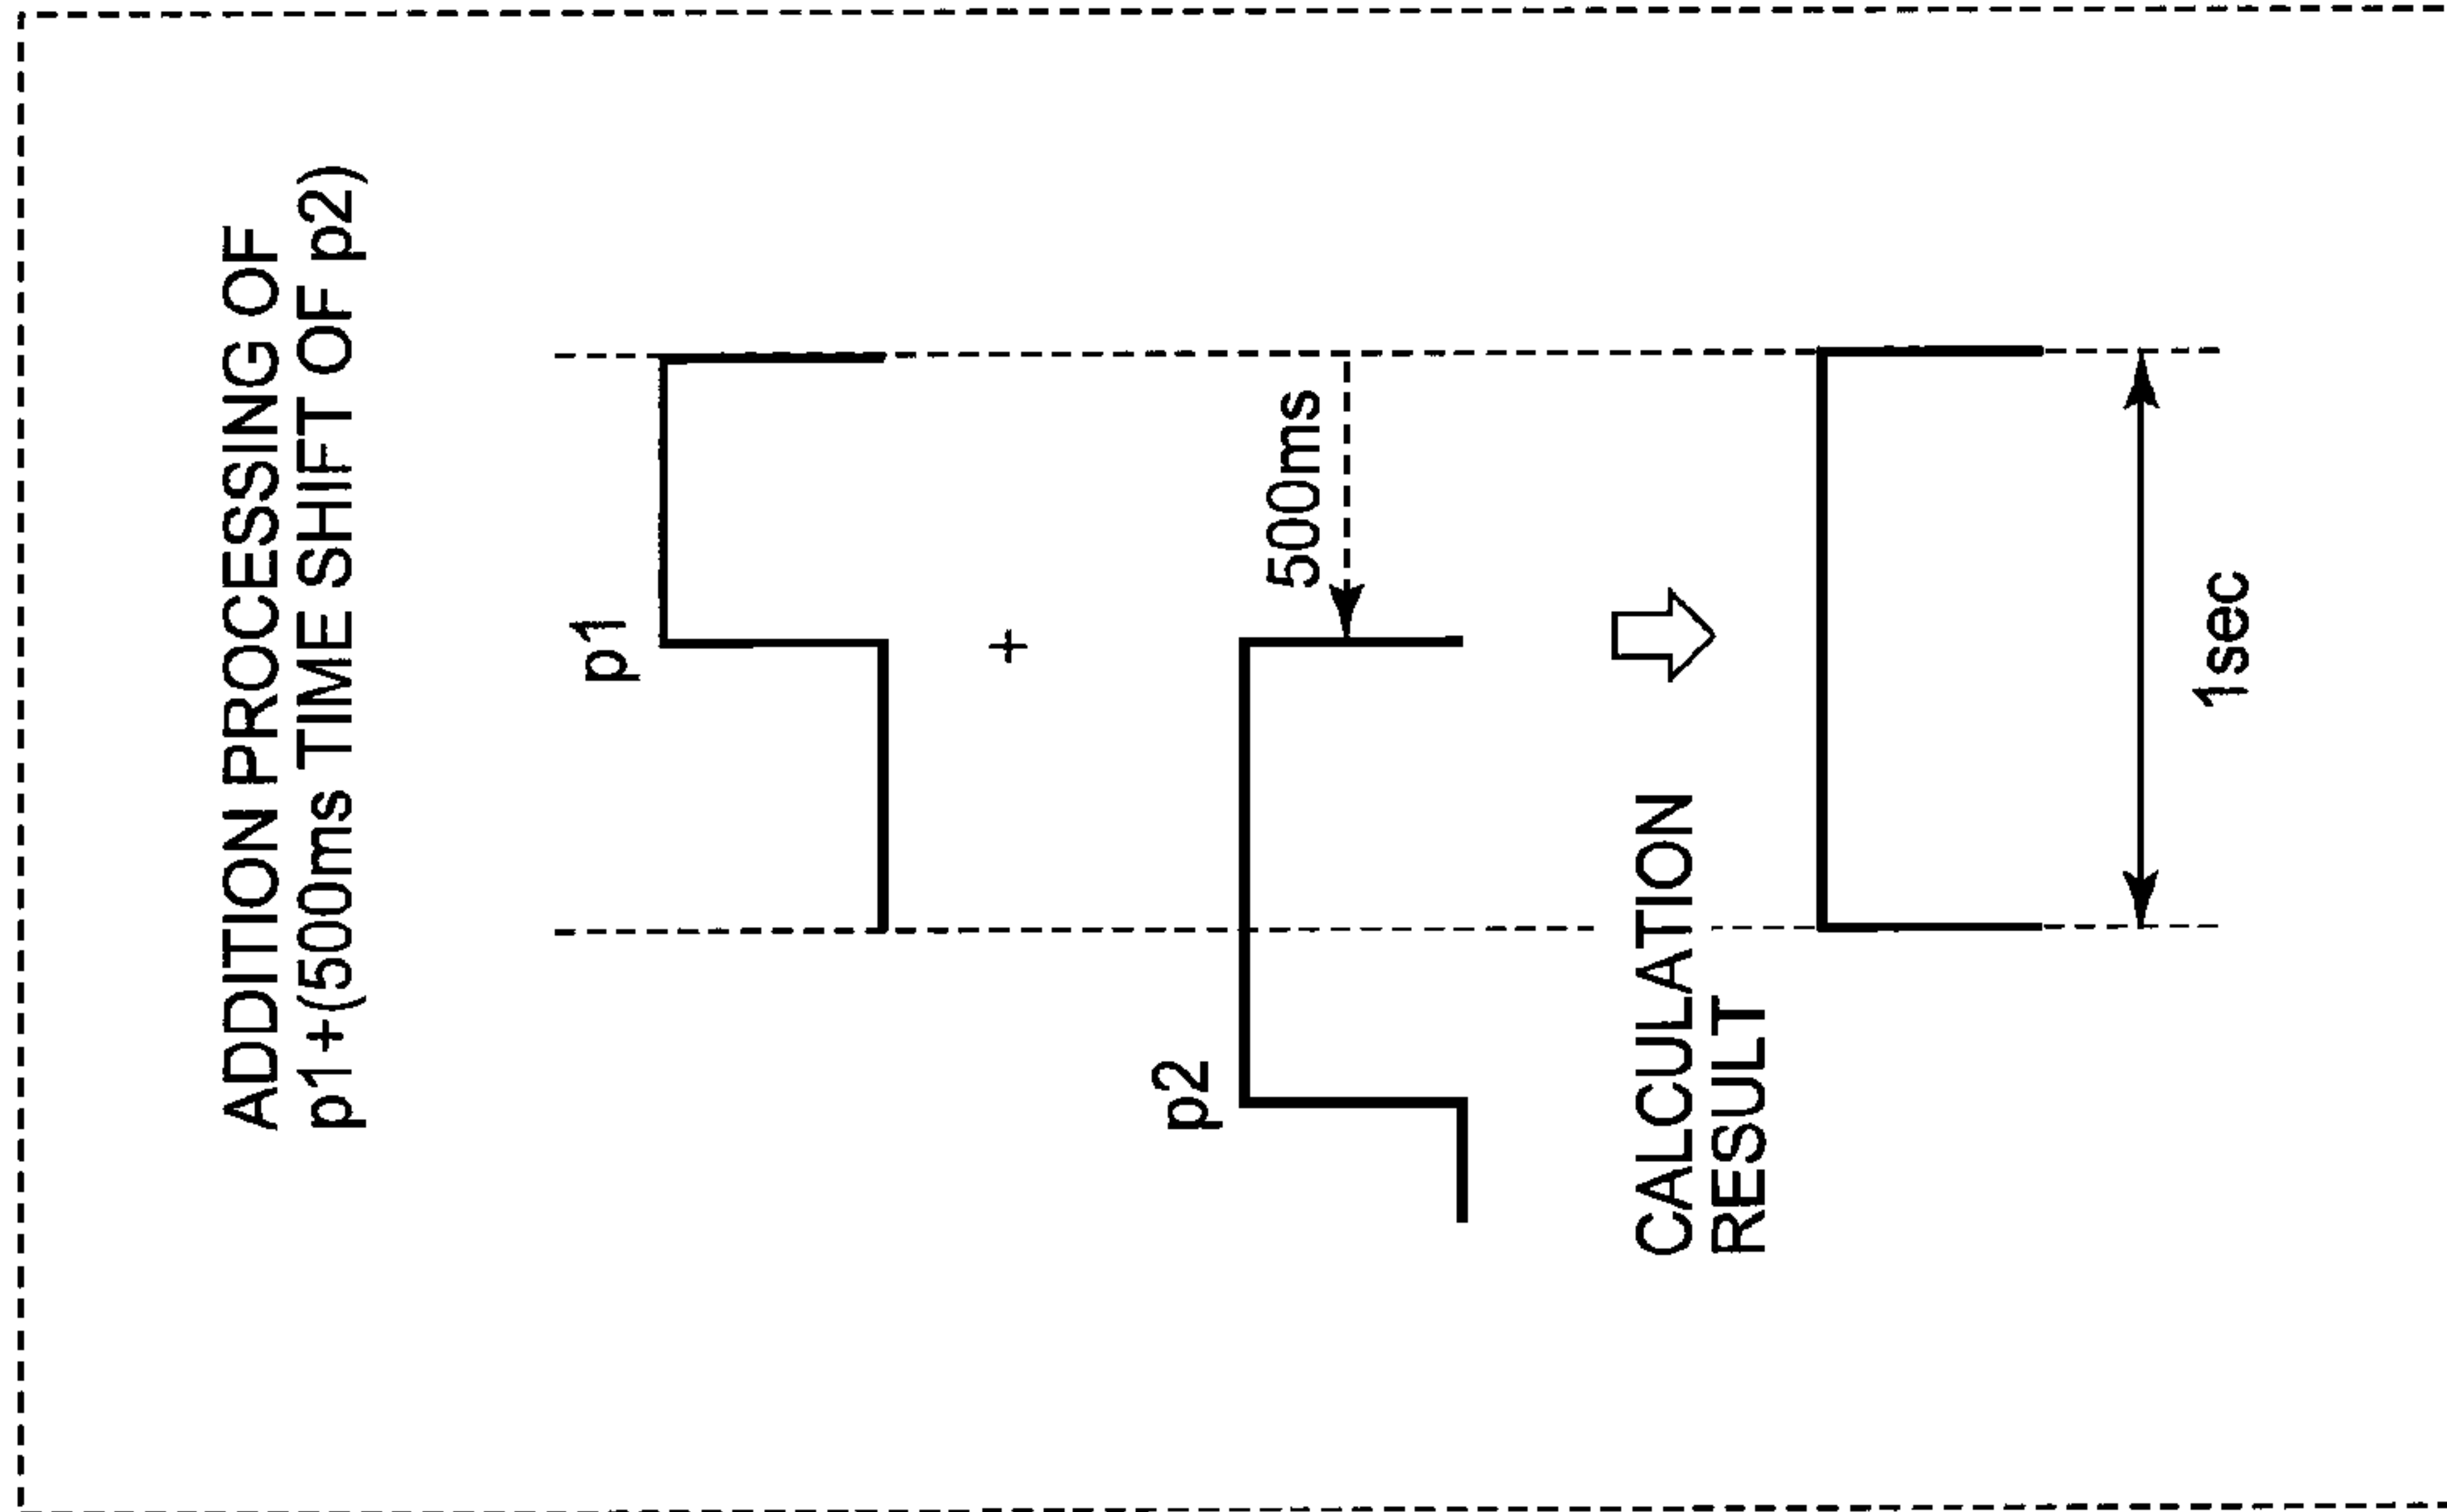 ADDITION PROCESSING OF
p1+(500ms TIME SHIFT OF p2)
p1
+
p2
500ms
CALCULATION
RESULT
1sec